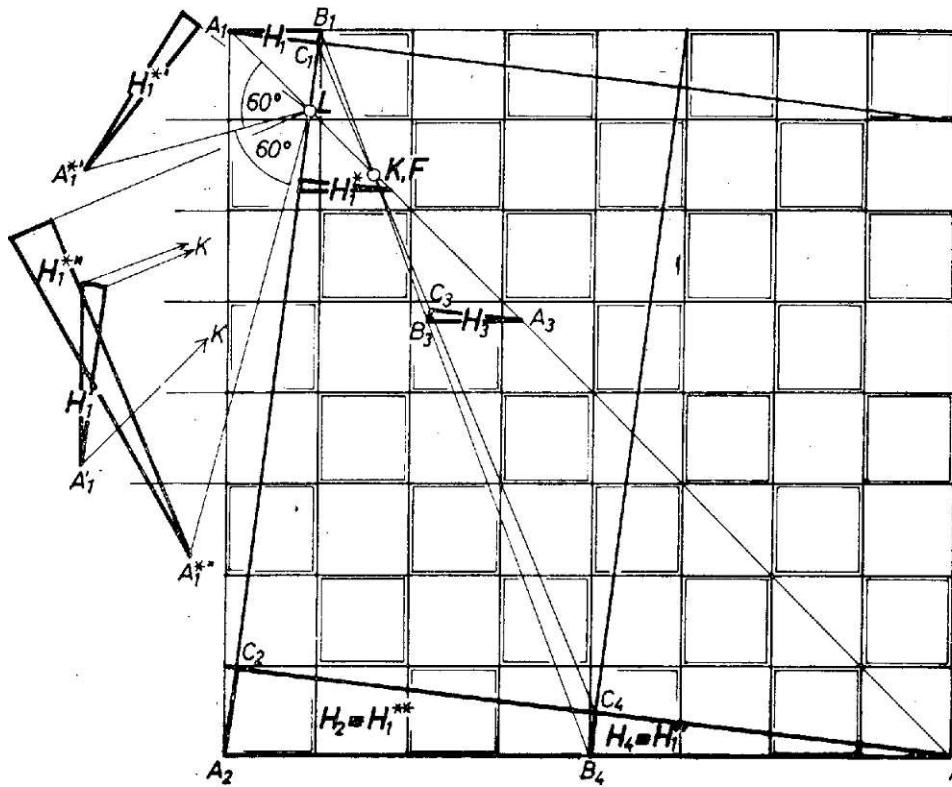 A₁ H₁ B₁
C₁
H₁*'
60° L
A₁*' 60° K,F
H₁*
H₁*'' K
K C₃
H₃ A₃
B₃
K
H₁'
A'₁
A₁*''
C₂
C₄
H₂≡H₁** H₄≡H₁''
A₂ B₄